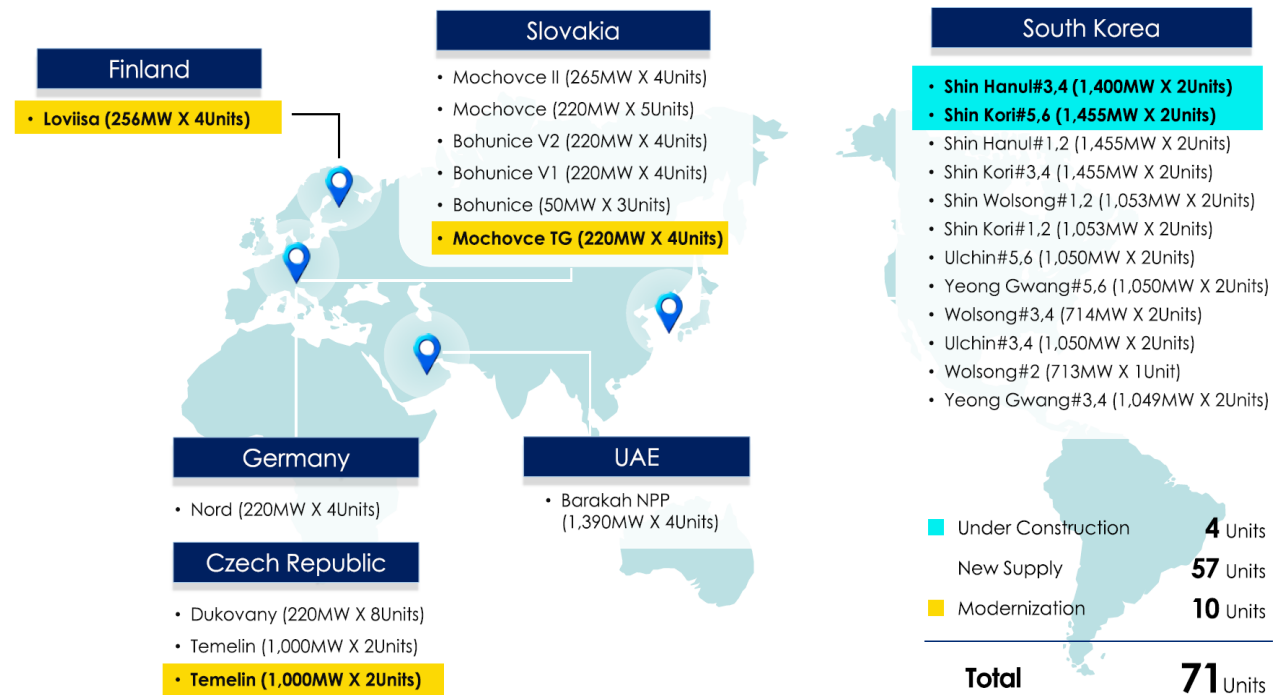 Finland
• Loviisa (256MW X 4Units)
Slovakia
• Mochovce II (265MW X 4Units)
• Mochovce (220MW X 5Units)
• Bohunice V2 (220MW X 4Units)
• Bohunice V1 (220MW X 4Units)
• Bohunice (50MW X 3Units)
• Mochovce TG (220MW X 4Units)
South Korea
• Shin Hanul#3,4 (1,400MW X 2Units)
• Shin Kori#5,6 (1,455MW X 2Units)
• Shin Hanul#1,2 (1,455MW X 2Units)
• Shin Kori#3,4 (1,455MW X 2Units)
• Shin Wolsong#1,2 (1,053MW X 2Units)
• Shin Kori#1,2 (1,053MW X 2Units)
• Ulchin#5,6 (1,050MW X 2Units)
• Yeong Gwang#5,6 (1,050MW X 2Units)
• Wolsong#3,4 (714MW X 2Units)
• Ulchin#3,4 (1,050MW X 2Units)
• Wolsong#2 (713MW X 1Unit)
• Yeong Gwang#3,4 (1,049MW X 2Units)
Germany
• Nord (220MW X 4Units)
Czech Republic
• Dukovany (220MW X 8Units)
• Temelin (1,000MW X 2Units)
• Temelin (1,000MW X 2Units)
UAE
• Barakah NPP
(1,390MW X 4Units)
Under Construction 4 Units
New Supply 57 Units
Modernization 10 Units
Total 71 Units